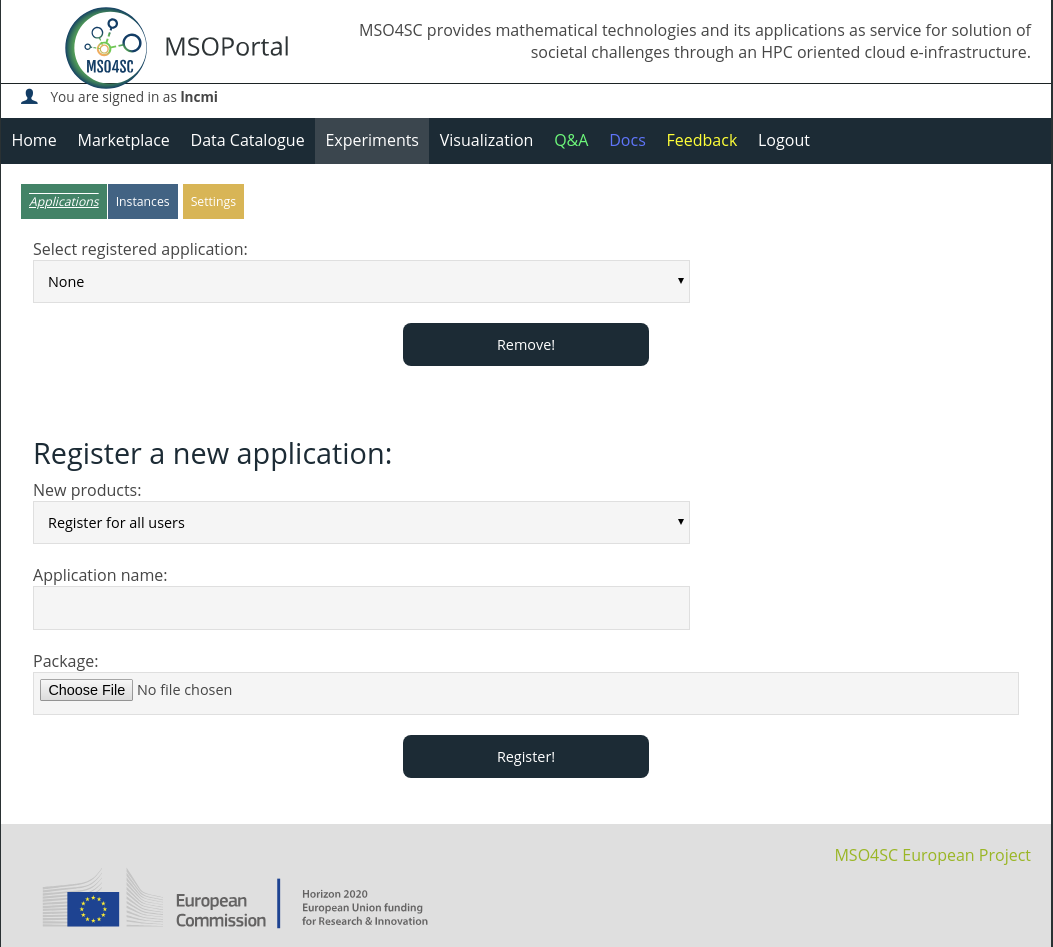 MSO4SC
MSOPortal
MSO4SC provides mathematical technologies and its applications as service for solution of
societal challenges through an HPC oriented cloud e-infrastructure.
You are signed in as lncmi
Home Marketplace Data Catalogue Experiments Visualization Q&A Docs Feedback Logout
Applications Instances Settings
Select registered application:
None
Remove!
Register a new application:
New products:
Register for all users
Application name:
Package:
Choose File No file chosen
Register!
MSO4SC European Project
European
Commission
Horizon 2020
European Union funding
for Research & Innovation